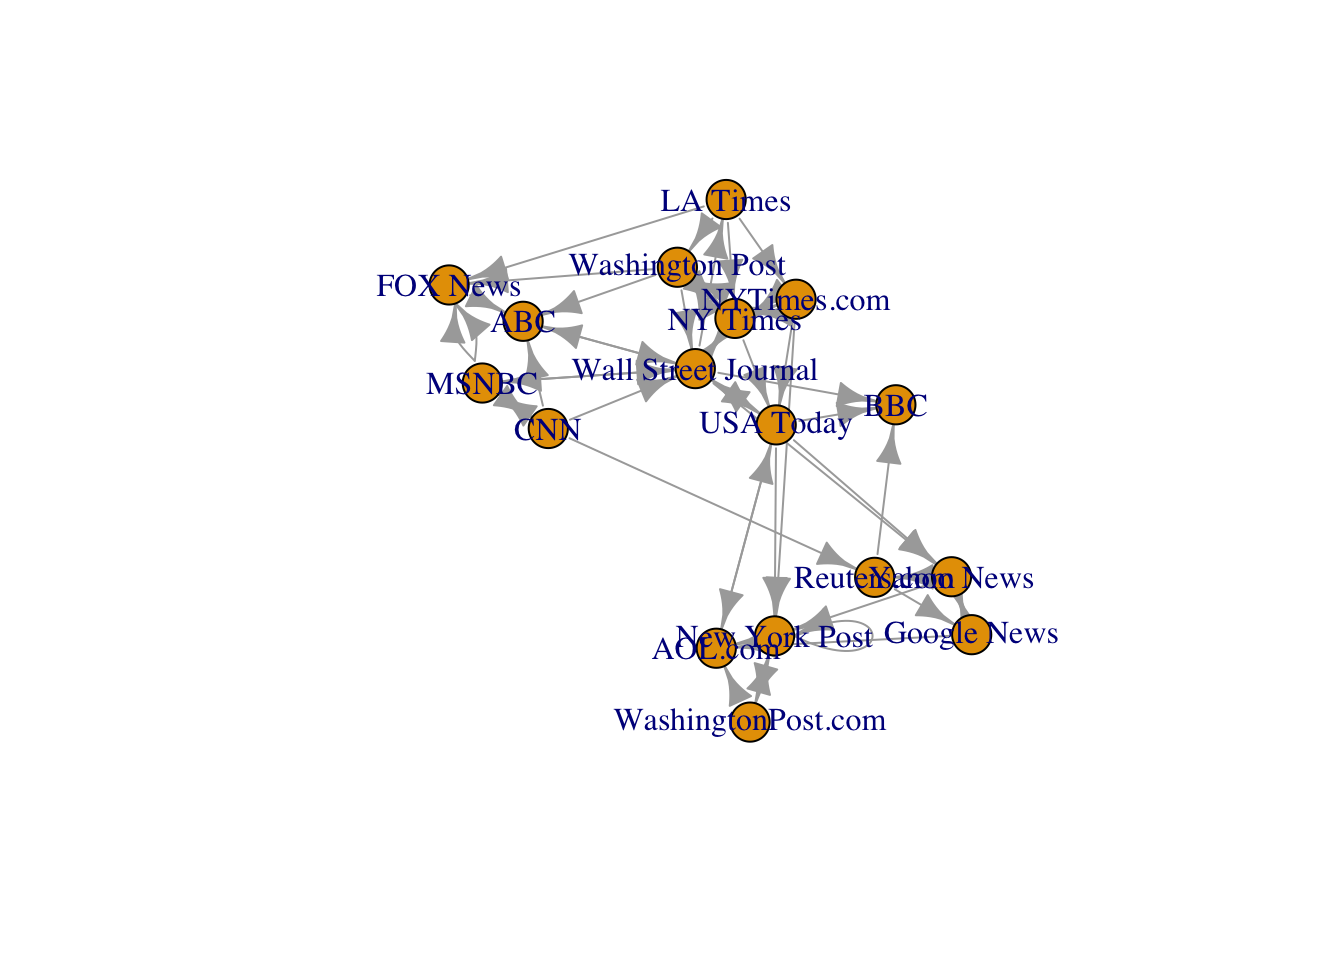 LA Times
Washington Post
FOX News
NYTimes.com
ABC
NY Times
Wall Street Journal
MSNBC
BBC
USA Today
CNN
Reuters.com
Yahoo News
Google News
New York Post
AOL.com
WashingtonPost.com